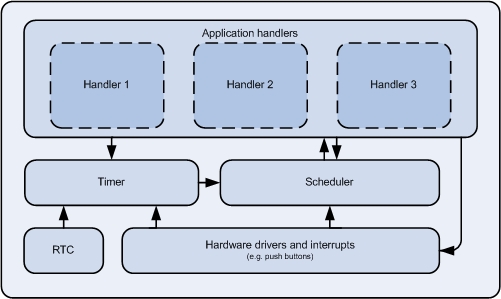 Application handlers
Handler 1
Handler 2
Handler 3
Timer
Scheduler
RTC
Hardware drivers and interrupts
(e.g. push buttons)